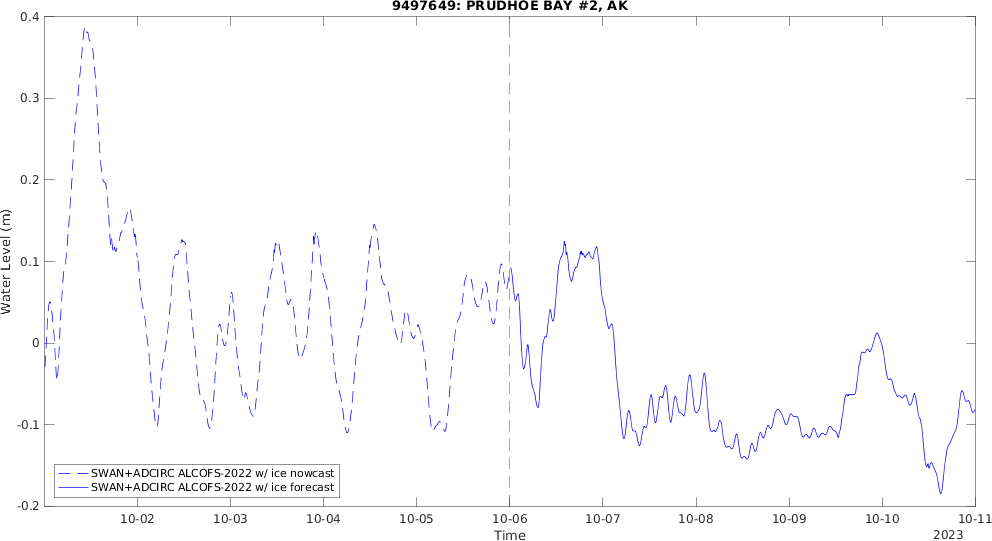 9497649: PRUDHOE BAY #2, AK
0.4
0.3
0.2
0.1
0
-0.1
-0.2
Water Level (m)
SWAN+ADCIRC ALCOFS-2022 w/ ice nowcast
SWAN+ADCIRC ALCOFS-2022 w/ ice forecast
10-02 10-03 10-04 10-05 10-06 10-07 10-08 10-09 10-10 10-11
Time
2023